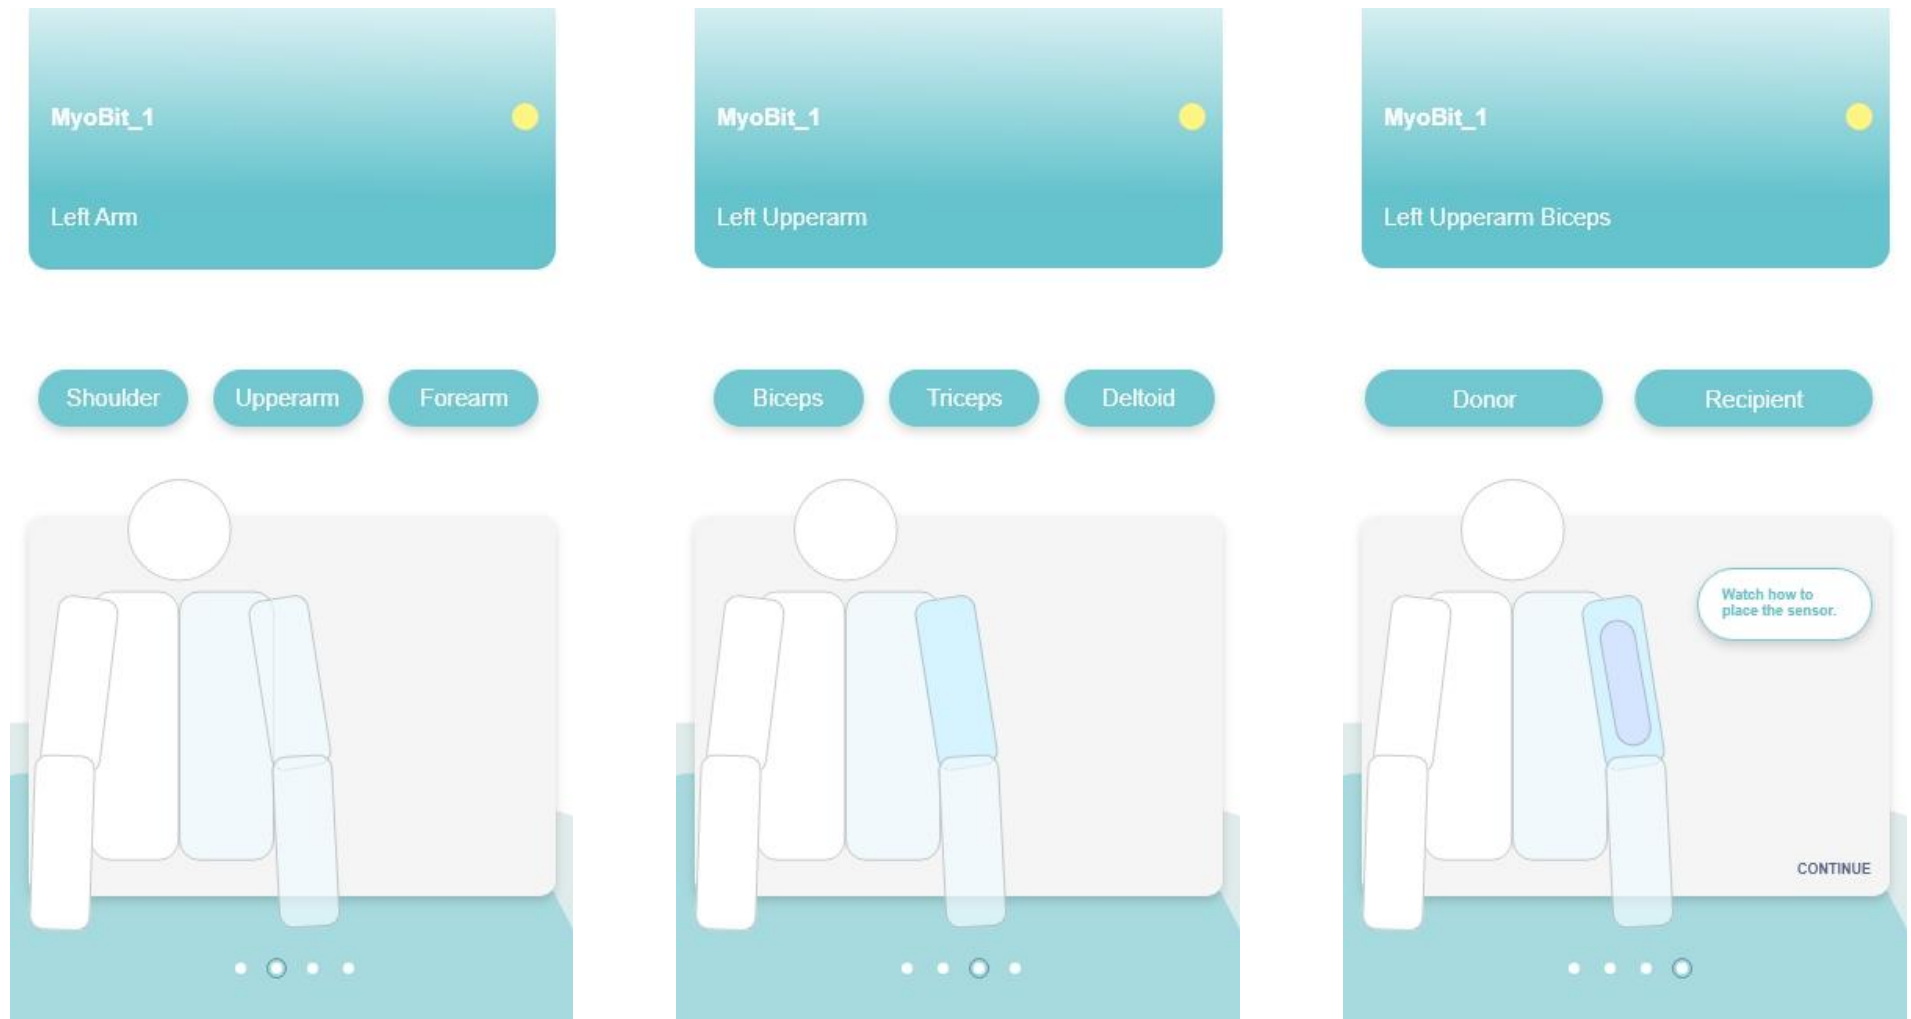 MyoBit_1
Left Arm
Shoulder
Upperarm
Forearm
MyoBit_1
Left Upperarm
Biceps
Triceps
Deltoid
MyoBit_1
Left Upperarm Biceps
Donor
Recipient
Watch how to
place the sensor.
CONTINUE